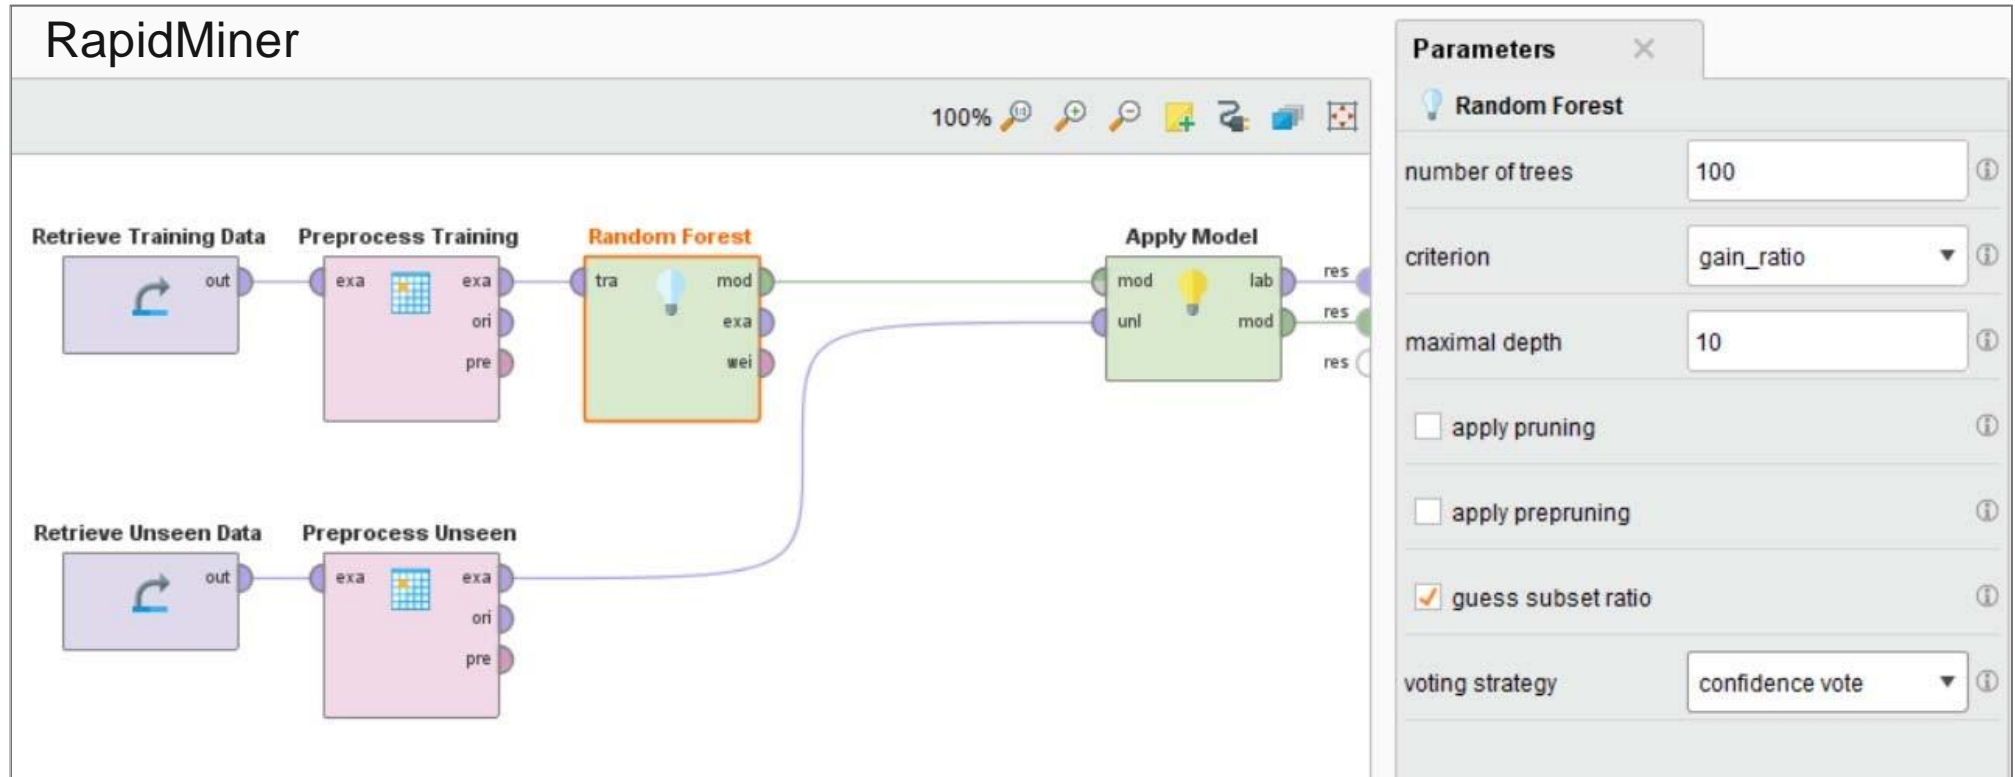 RapidMiner
Parameters
Random Forest
100%
number of trees 100
criterion gain_ratio
maximal depth 10
apply pruning
apply prepruning
guess subset ratio
voting strategy confidence vote
Retrieve Training Data
out
Preprocess Training
exa exa
ori
pre
Random Forest
tra mod
exa
wei
Apply Model
mod lab
unl mod
res
res
res
Retrieve Unseen Data
out
Preprocess Unseen
exa exa
ori
pre